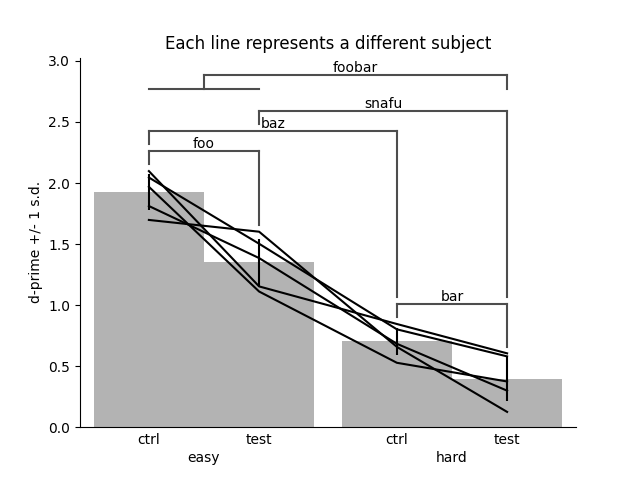 Each line represents a different subject
3.0
2.5
2.0
1.5
1.0
0.5
0.0
d-prime +/- 1 s.d.
foobar
snafu
baz
foo
bar
ctrl test ctrl test
easy hard